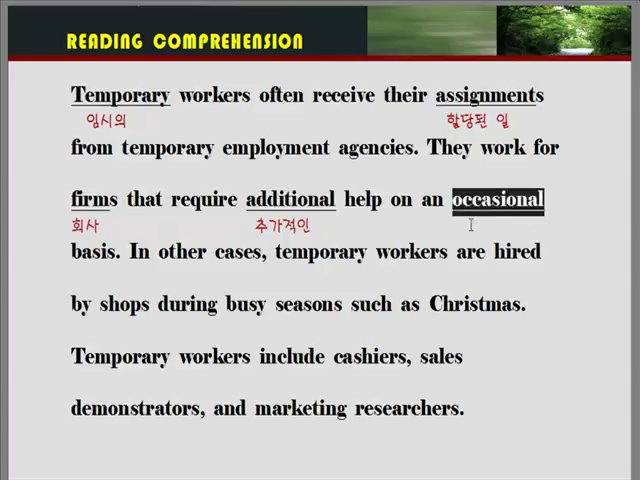 READING COMPREHENSION
Temporary workers often receive their assignments
임시의 할당된 일
from temporary employment agencies. They work for
firms that require additional help on an occasional
회사 추가적인
basis. In other cases, temporary workers are hired
by shops during busy seasons such as Christmas.
Temporary workers include cashiers, sales
demonstrators, and marketing researchers.